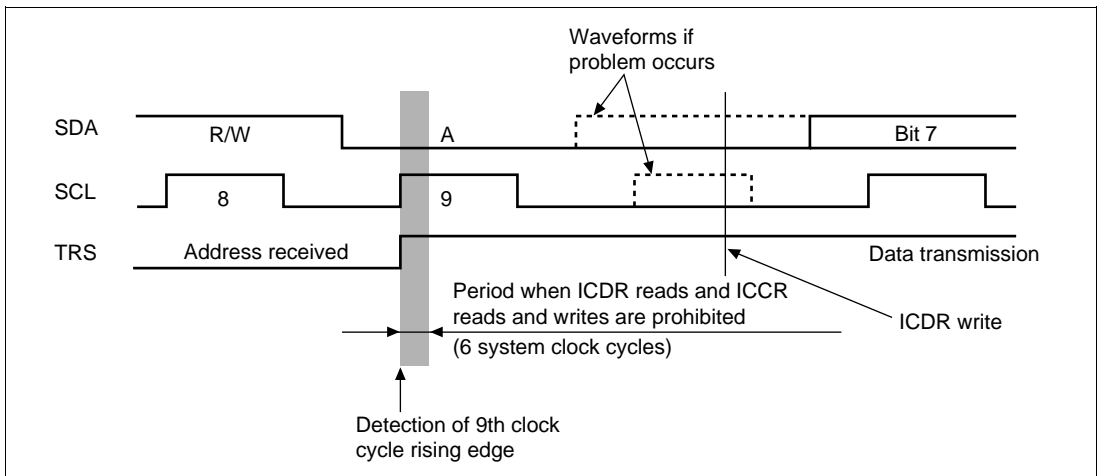 Waveforms if
problem occurs
SDA
R/W
A
Bit 7
SCL
8
9
TRS
Address received
Data transmission
Period when ICDR reads and ICCR
reads and writes are prohibited
(6 system clock cycles)
ICDR write
Detection of 9th clock
cycle rising edge